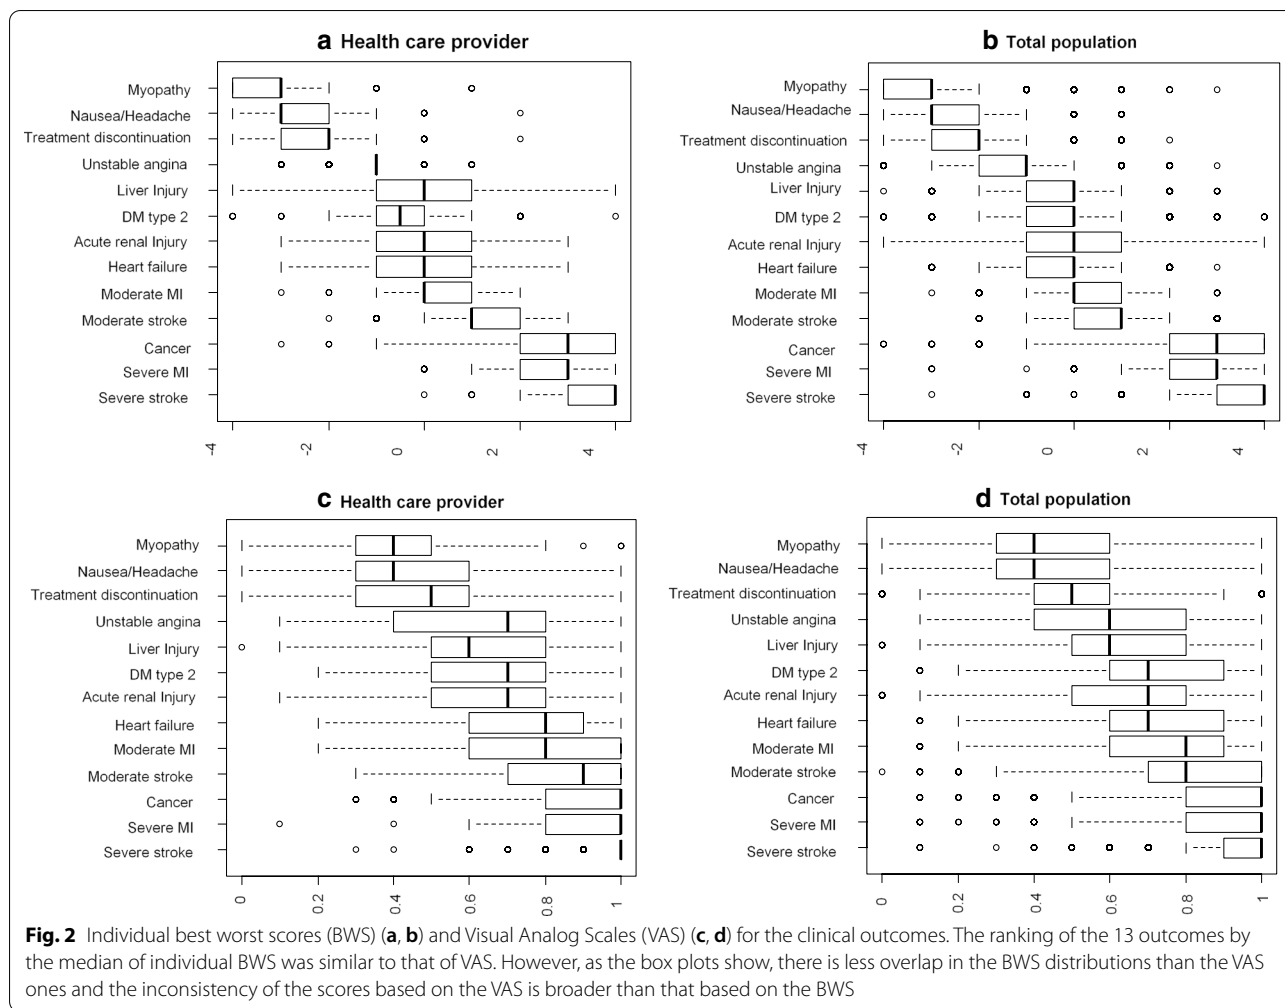 a Health care provider
Myopathy
Nausea/Headache
Treatment discontinuation
Unstable angina
Liver Injury
DM type 2
Acute renal Injury
Heart failure
Moderate MI
Moderate stroke
Cancer
Severe MI
Severe stroke
-4 -2 0 2 4
b Total population
Myopathy
Nausea/Headache
Treatment discontinuation
Unstable angina
Liver Injury
DM type 2
Acute renal Injury
Heart failure
Moderate MI
Moderate stroke
Cancer
Severe MI
Severe stroke
-4 -2 0 2 4
c Health care provider
Myopathy
Nausea/Headache
Treatment discontinuation
Unstable angina
Liver Injury
DM type 2
Acute renal Injury
Heart failure
Moderate MI
Moderate stroke
Cancer
Severe MI
Severe stroke
0 0.2 0.4 0.6 0.8 1
d Total population
Myopathy
Nausea/Headache
Treatment discontinuation
Unstable angina
Liver Injury
DM type 2
Acute renal Injury
Heart failure
Moderate MI
Moderate stroke
Cancer
Severe MI
Severe stroke
0 0.2 0.4 0.6 0.8 1
Fig. 2 Individual best worst scores (BWS) (a, b) and Visual Analog Scales (VAS) (c, d) for the clinical outcomes. The ranking of the 13 outcomes by
the median of individual BWS was similar to that of VAS. However, as the box plots show, there is less overlap in the BWS distributions than the VAS
ones and the inconsistency of the scores based on the VAS is broader than that based on the BWS